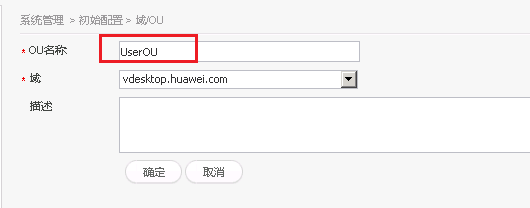 系统管理 > 初始配置 > 域/OU
* OU名称 UserOU
* 域 vdesktop.huawei.com
描述
确定 取消